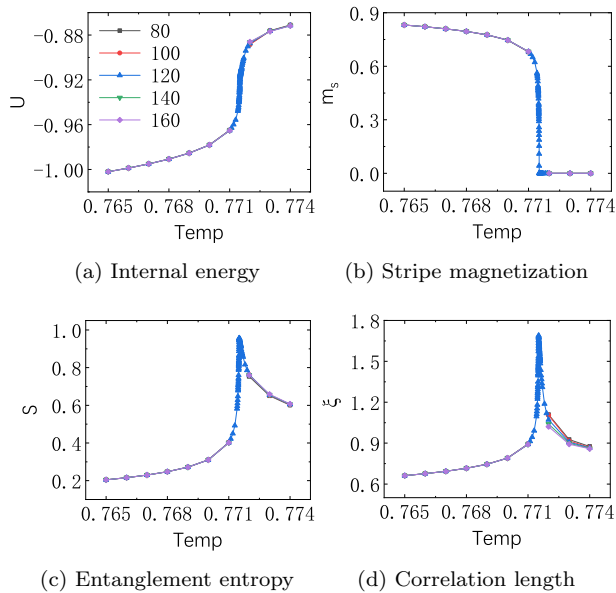 -0.88
-0.92
-0.96
-1.00
U
80
100
120
140
160
0.765 0.768 0.771 0.774
Temp
(a) Internal energy
0.9
0.6
0.3
0.0
mₛ
0.765 0.768 0.771 0.774
Temp
(b) Stripe magnetization
1.0
0.8
0.6
0.4
0.2
S
0.765 0.768 0.771 0.774
Temp
(c) Entanglement entropy
1.8
1.5
1.2
0.9
0.6
ξ
0.765 0.768 0.771 0.774
Temp
(d) Correlation length